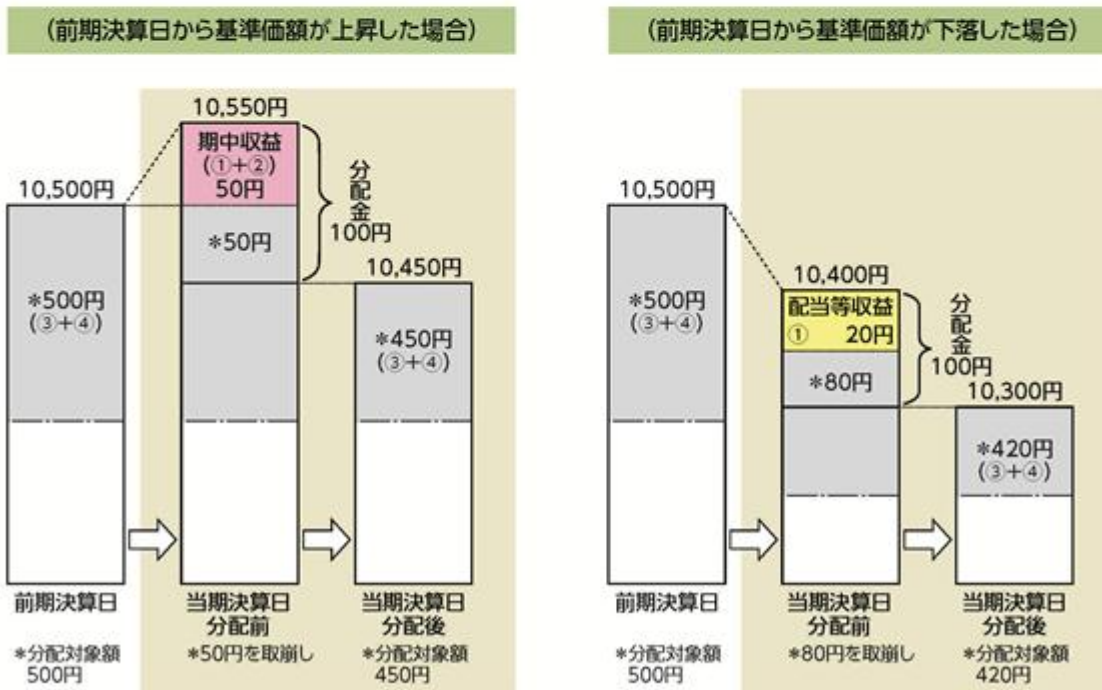 (前期決算日から基準価額が上昇した場合)
10,550円
期中収益
(①+②)
50円
分配金
100円
10,500円
*50円
10,450円
*500円
(③+④)
*450円
(③+④)
前期決算日
当期決算日
分配前
当期決算日
分配後
*分配対象額
500円
*50円を取崩し
*分配対象額
450円
(前期決算日から基準価額が下落した場合)
10,500円
10,400円
配当等収益
① 20円
分配金
100円
*500円
(③+④)
*80円
10,300円
*420円
(③+④)
前期決算日
当期決算日
分配前
当期決算日
分配後
*分配対象額
500円
*80円を取崩し
*分配対象額
420円